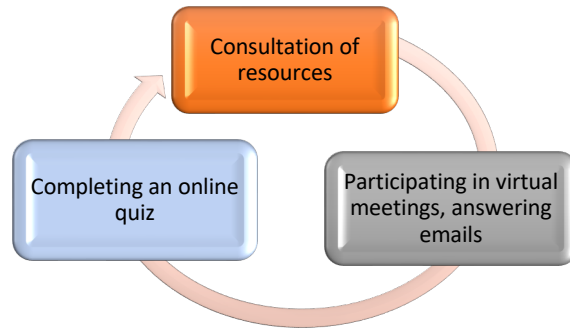 Consultation of
resources
Participating in virtual
meetings, answering
emails
Completing an online
quiz